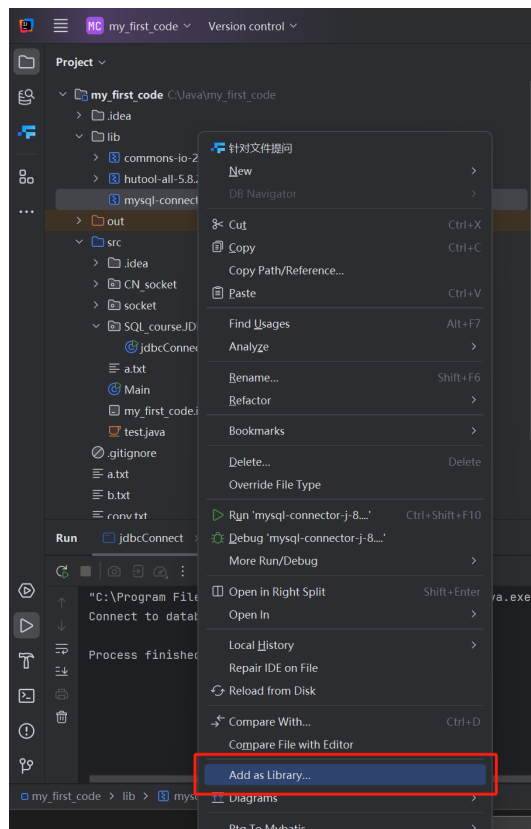 MC my_first_code Version control
Project
my_first_code C:\Java\my_first_code
.idea
lib
commons-io-2
hutool-all-5.8.
mysql-connect
out
src
.idea
CN_socket
socket
SQL_course.JD
jdbcConne
a.txt
Main
my_first_code.i
test.java
.gitignore
a.txt
b.txt
copy.txt
针对文件提问
New
DB Navigator
Cut Ctrl+X
Copy Ctrl+C
Copy Path/Reference...
Paste Ctrl+V
Find Usages Alt+F7
Analyze
Rename... Shift+F6
Refactor
Bookmarks
Delete... Delete
Override File Type
Run 'mysql-connector-j-8....' Ctrl+Shift+F10
Debug 'mysql-connector-j-8....'
More Run/Debug
Open in Right Split Shift+Enter
Open In
Local History
Repair IDE on File
Reload from Disk
Compare With... Ctrl+D
Compare File with Editor
Add as Library...
Diagrams
Ptg To Mybatis
Run jdbcConnect
"C:\Program File
va.exe
Connect to datab
Process finished
my_first_code > lib > mys